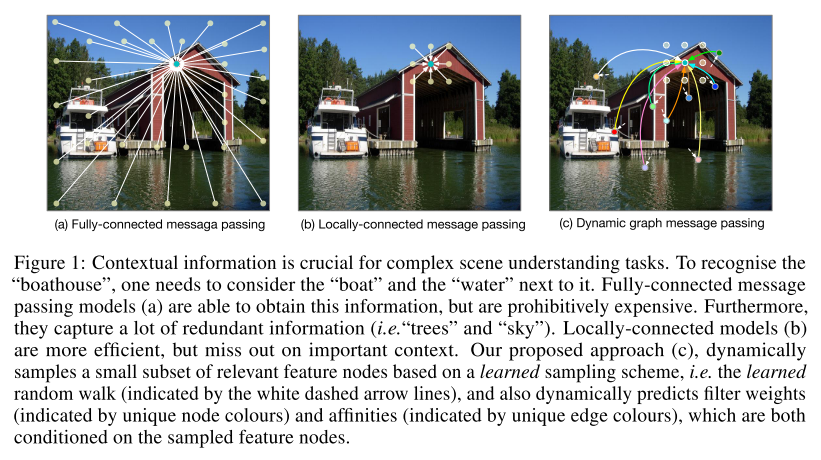 (a) Fully-connected messaga passing
(b) Locally-connected message passing
(c) Dynamic graph message passing
Figure 1: Contextual information is crucial for complex scene understanding tasks. To recognise the
“boathouse”, one needs to consider the “boat” and the “water” next to it. Fully-connected message
passing models (a) are able to obtain this information, but are prohibitively expensive. Furthermore,
they capture a lot of redundant information (i.e.“trees” and “sky”). Locally-connected models (b)
are more efficient, but miss out on important context. Our proposed approach (c), dynamically
samples a small subset of relevant feature nodes based on a learned sampling scheme, i.e. the learned
random walk (indicated by the white dashed arrow lines), and also dynamically predicts filter weights
(indicated by unique node colours) and affinities (indicated by unique edge colours), which are both
conditioned on the sampled feature nodes.